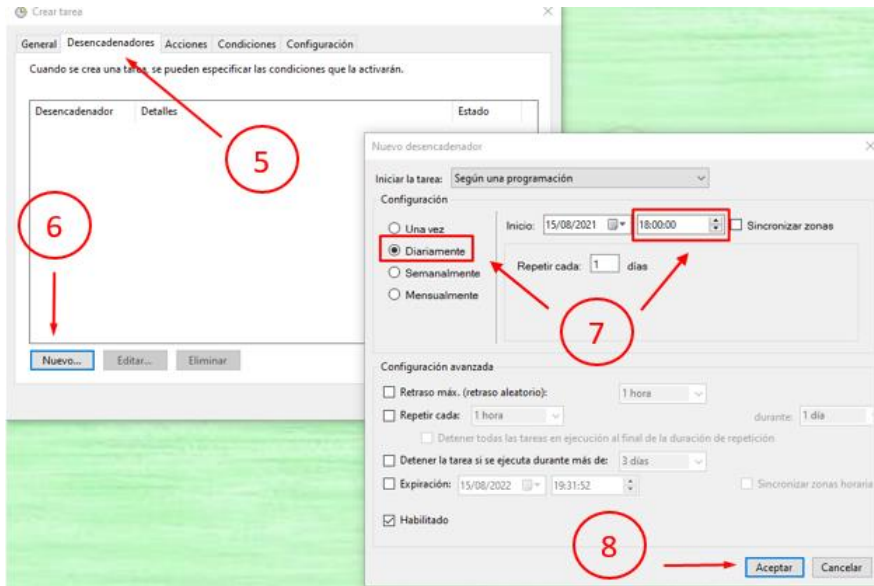 Crear tarea
General Desencadenadores Acciones Condiciones Configuración
Cuando se crea una tarea, se pueden especificar las condiciones que la activarán.
Desencadenador Detalles Estado
5
6
Nuevo... Editar... Eliminar
Nuevo desencadenador
Iniciar la tarea: Según una programación
Configuración
Una vez
Diariamente
Semanalmente
Mensualmente
Inicio: 15/08/2021 18:00:00 Sincronizar zonas
Repetir cada: 1 días
7
Configuración avanzada
Retraso máx. (retraso aleatorio): 1 hora
Repetir cada: 1 hora durante: 1 día
Detener todas las tareas en ejecución al final de la duración de repetición
Detener la tarea si se ejecuta durante más de: 3 días
Expiración: 15/08/2022 19:31:52 Sincronizar zonas horaria
Habilitado
8
Aceptar Cancelar